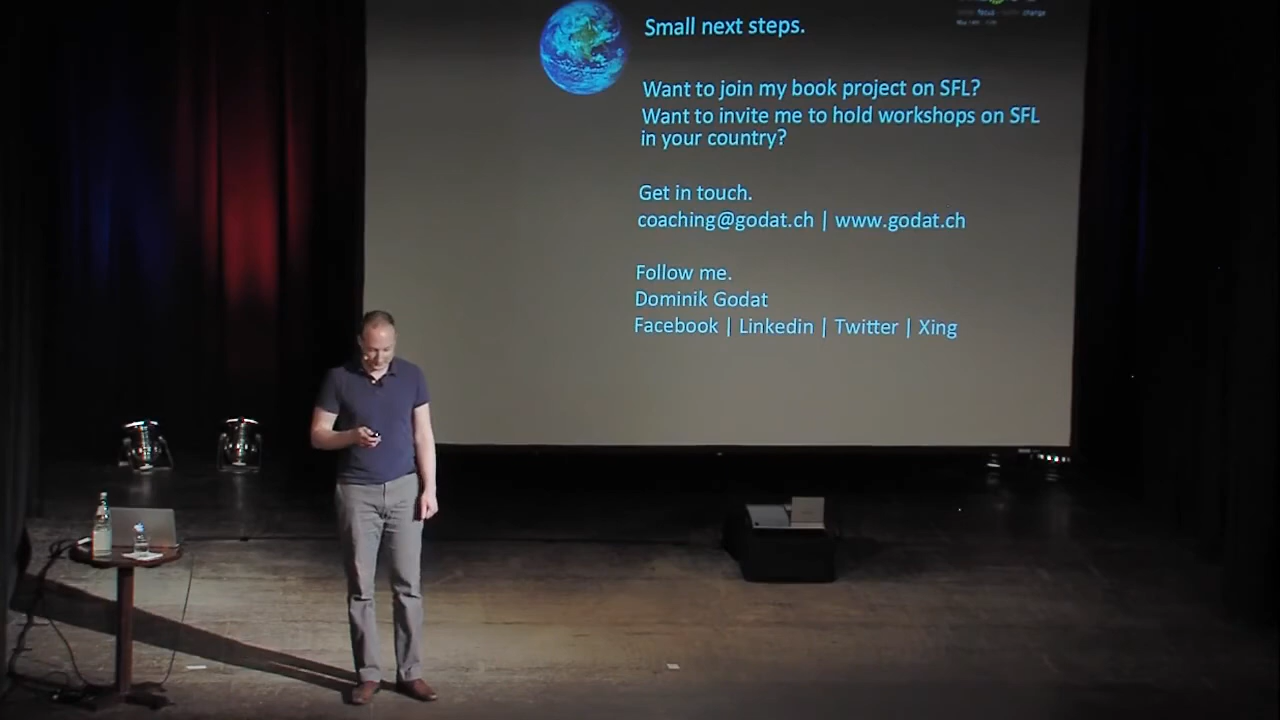 Small next steps.
Want to join my book project on SFL?
Want to invite me to hold workshops on SFL
in your country?
Get in touch.
coaching@godat.ch | www.godat.ch
Follow me.
Dominik Godat
Facebook | Linkedin | Twitter | Xing